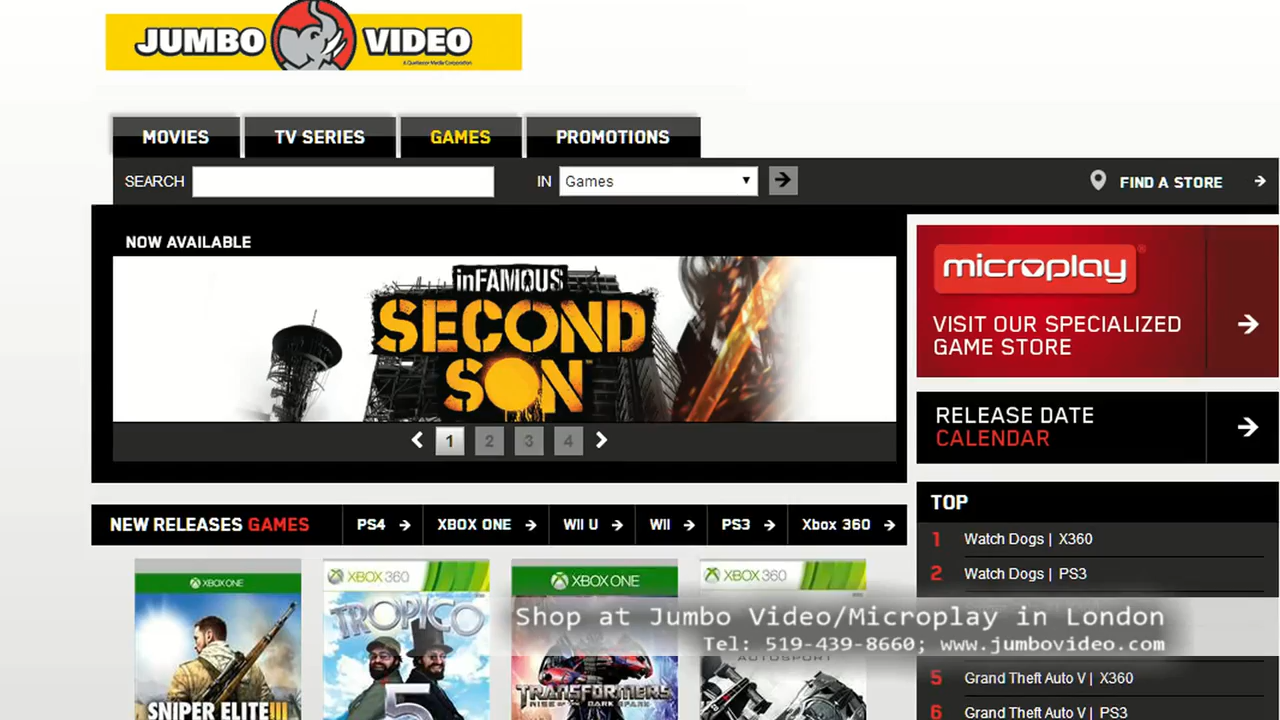 JUMBO VIDEO
A Quebecor Media Corporation
MOVIES
TV SERIES
GAMES
PROMOTIONS
SEARCH
IN
Games
FIND A STORE
NOW AVAILABLE
inFAMOUS
SECOND
SON
1 2 3 4
microplay
VISIT OUR SPECIALIZED
GAME STORE
RELEASE DATE
CALENDAR
NEW RELEASES GAMES
PS4
XBOX ONE
WII U
WII
PS3
Xbox 360
TOP
1 Watch Dogs | X360
2 Watch Dogs | PS3
5 Grand Theft Auto V | X360
6 Grand Theft Auto V | PS3
XBOX ONE
SNIPER ELITE III
XBOX 360
TROPICO
5
XBOX ONE
TRANSFORMERS
RISE OF THE DARK SPARK
XBOX 360
AUTOSPORT
Shop at Jumbo Video/Microplay in London
Tel: 519-439-8660; www.jumbovideo.com